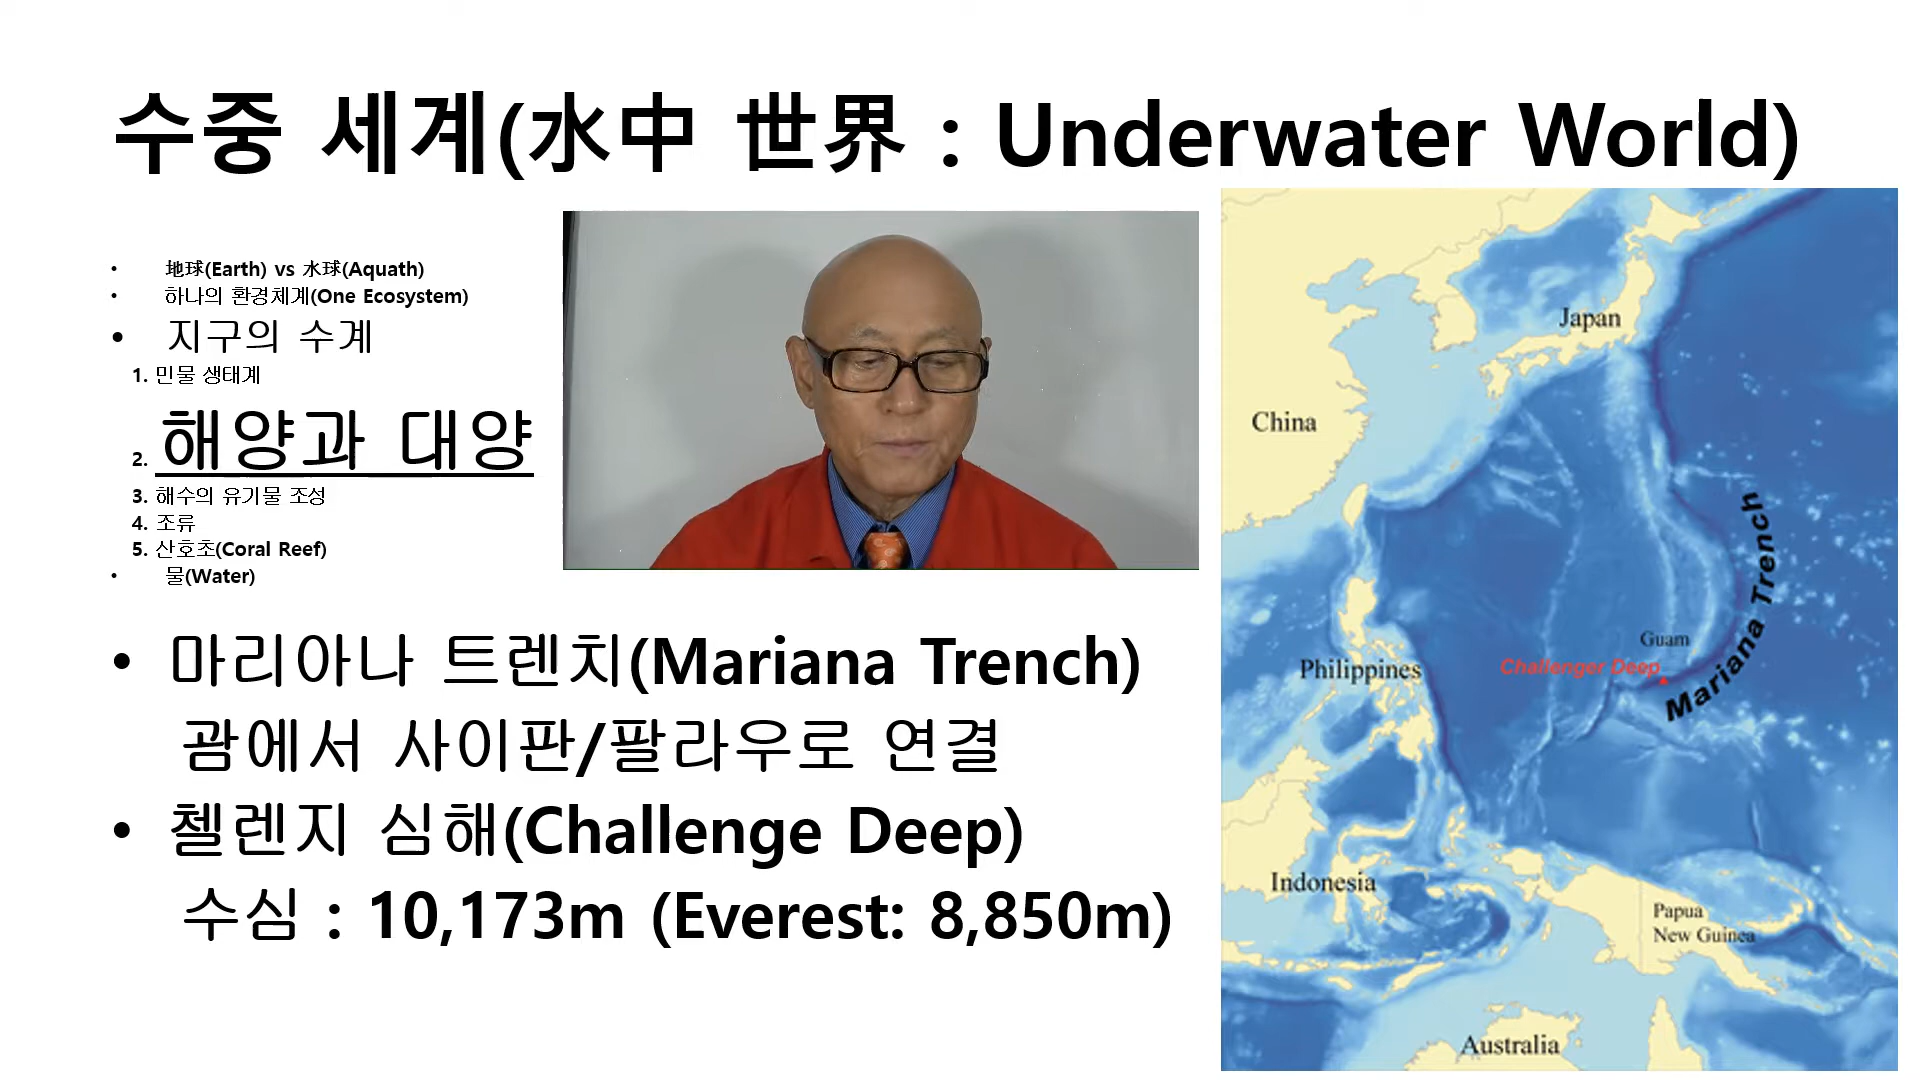 수중 세계(水中 世界 : Underwater World)
• 地球(Earth) vs 水球(Aquath)
• 하나의 환경체계(One Ecosystem)
• 지구의 수계
1. 민물 생태계
2. 해양과 대양
3. 해수의 유기물 조성
4. 조류
5. 산호초(Coral Reef)
• 물(Water)
• 마리아나 트렌치(Mariana Trench)
괌에서 사이판/팔라우로 연결
• 첼렌지 심해(Challenge Deep)
수심 : 10,173m (Everest: 8,850m)
Japan
China
Mariana Trench
Guam
Challenger Deep
Philippines
Indonesia
Papua
New Guinea
Australia